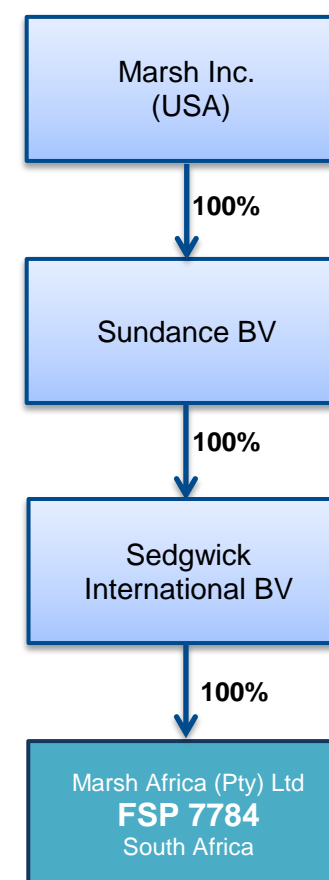 Marsh Inc.
(USA)
100%
Sundance BV
100%
Sedgwick
International BV
100%
Marsh Africa (Pty) Ltd
FSP 7784
South Africa